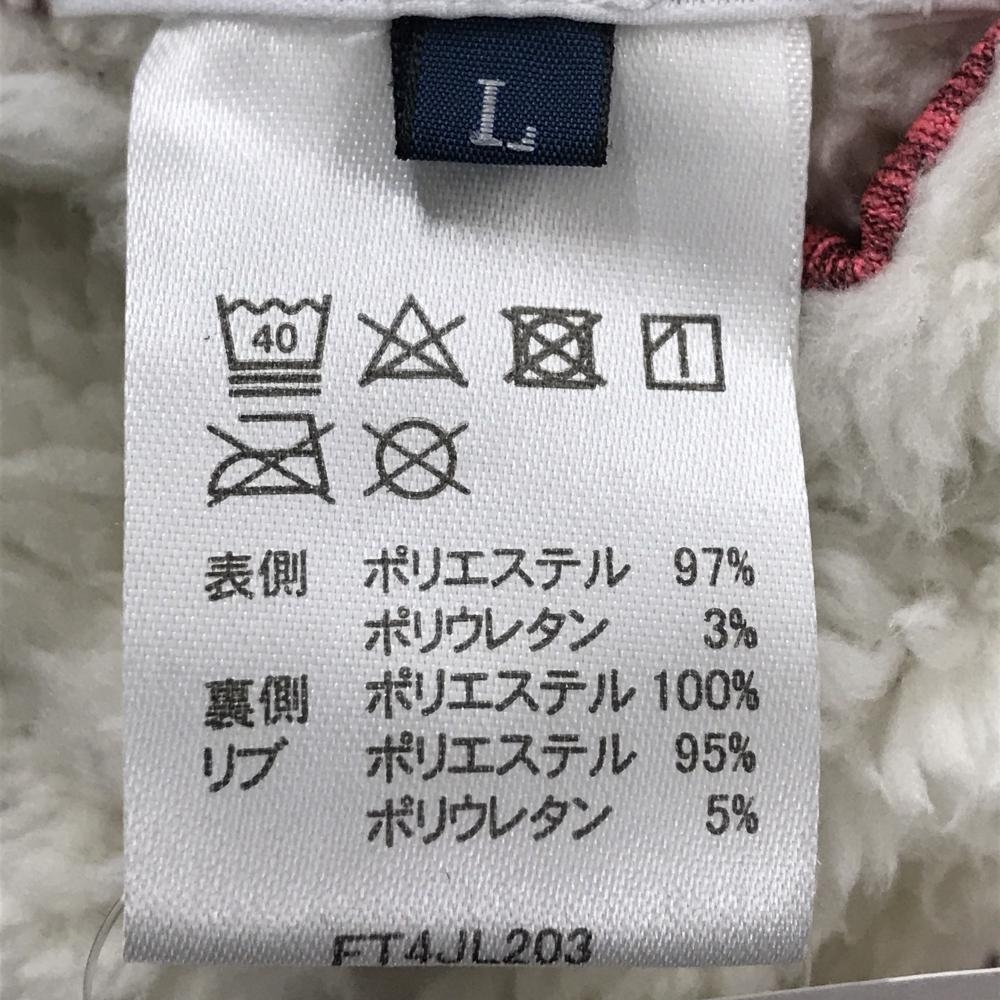 L
40
表側 ポリエステル 97%
ポリウレタン 3%
裏側 ポリエステル 100%
リブ ポリエステル 95%
ポリウレタン 5%
FT4JL203